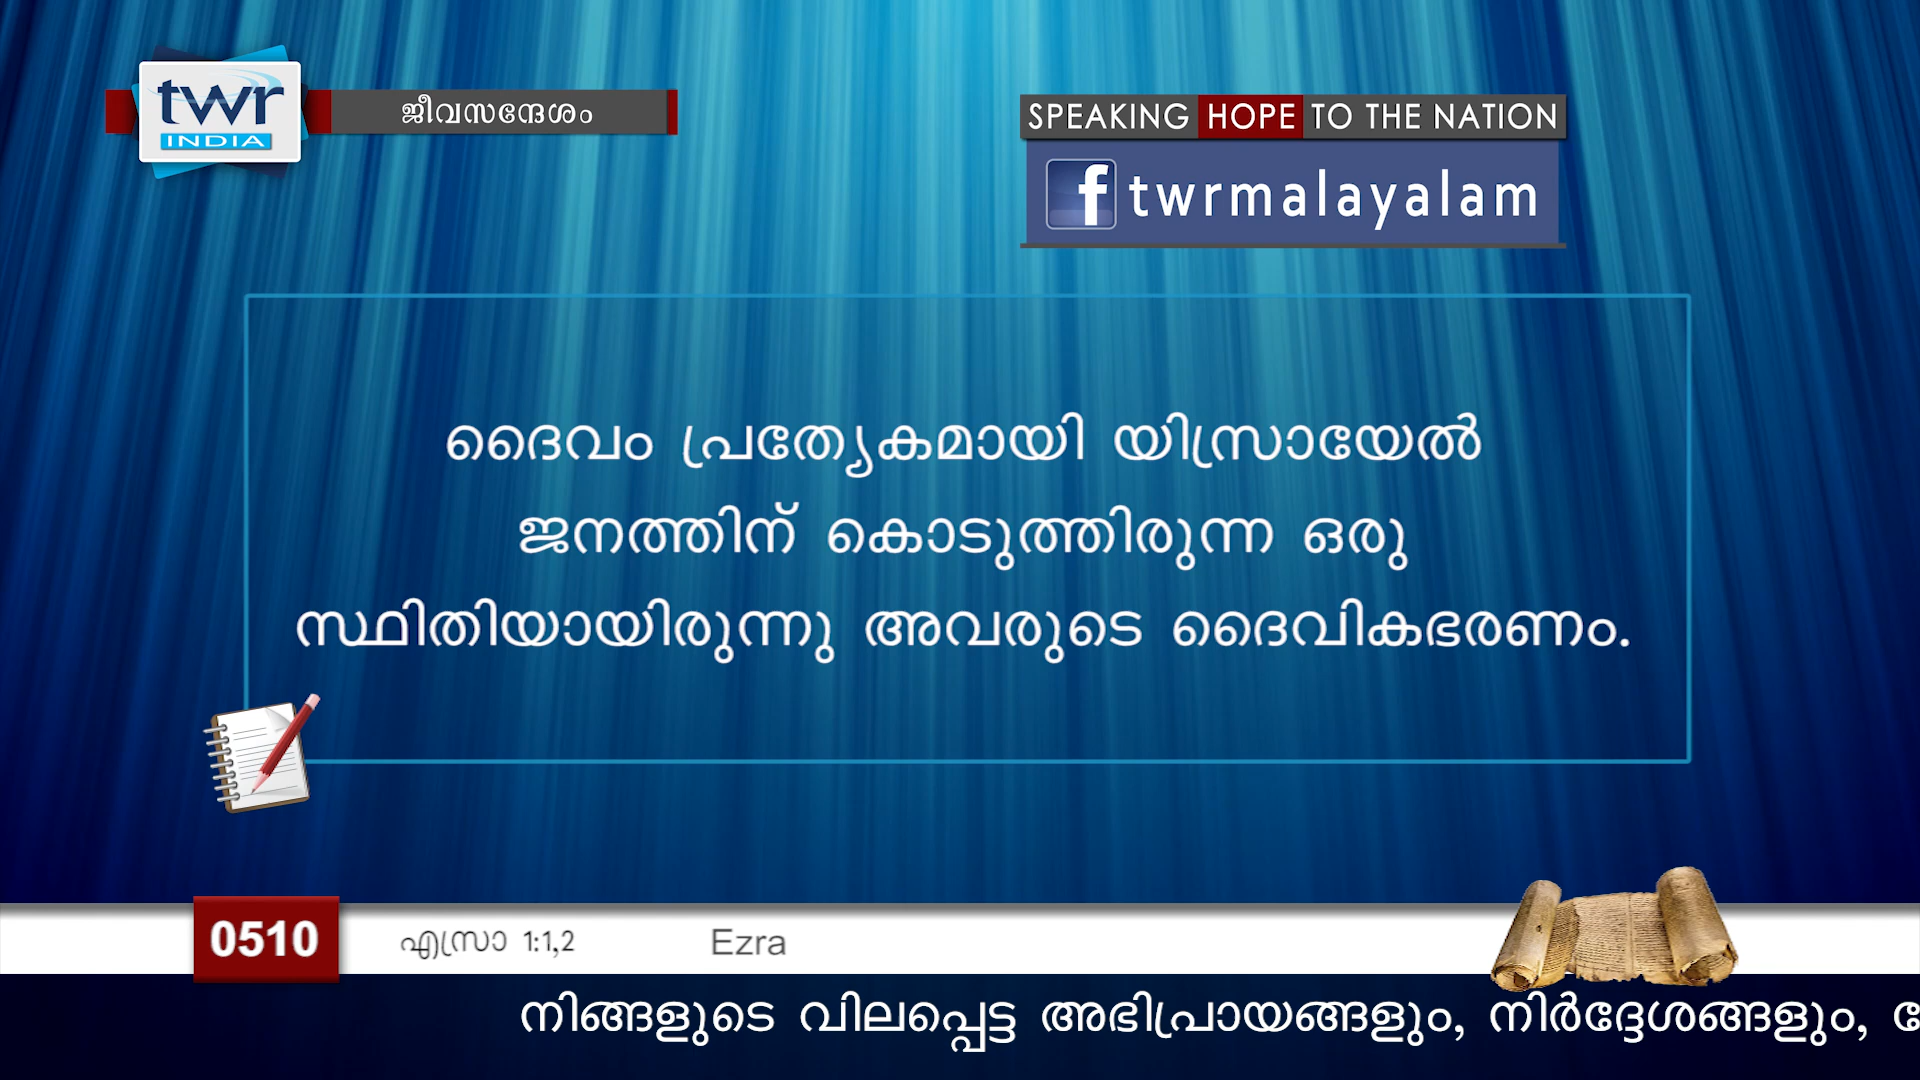 twr
INDIA
ജീവസന്ദേശം
SPEAKING HOPE TO THE NATION
f twrmalayalam
ദൈവം പ്രത്യേകമായി യിസ്രായേൽ
ജനത്തിന് കൊടുത്തിരുന്ന ഒരു
സ്ഥിതിയായിരുന്നു അവരുടെ ദൈവികഭരണം.
0510 എസ്രാ 1:1,2 Ezra
നിങ്ങളുടെ വിലപ്പെട്ട അഭിപ്രായങ്ങളും, നിർദ്ദേശങ്ങളും,